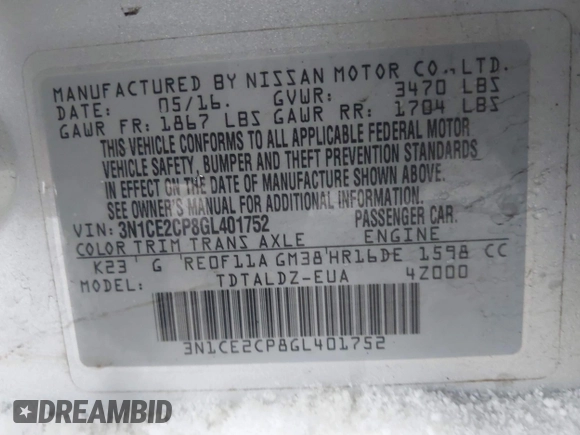 MANUFACTURED BY NISSAN MOTOR CO., LTD.
DATE: 05/16. GVWR: 3470 LBS
GAWR FR: 1867 LBS GAWR RR: 1704 LBS
THIS VEHICLE CONFORMS TO ALL APPLICABLE FEDERAL MOTOR
VEHICLE SAFETY, BUMPER AND THEFT PREVENTION STANDARDS
IN EFFECT ON THE DATE OF MANUFACTURE SHOWN ABOVE.
SEE OWNER'S MANUAL FOR ADDITIONAL INFORMATION.
VIN: 3N1CE2CP8GL401752 PASSENGER CAR.
COLOR TRIM TRANS AXLE ENGINE
K23 G RE0F11A GM38 HR16DE 1598 CC
MODEL: TDTALDZ-EUA 4Z000
3N1CE2CP8GL401752
DREAMBID